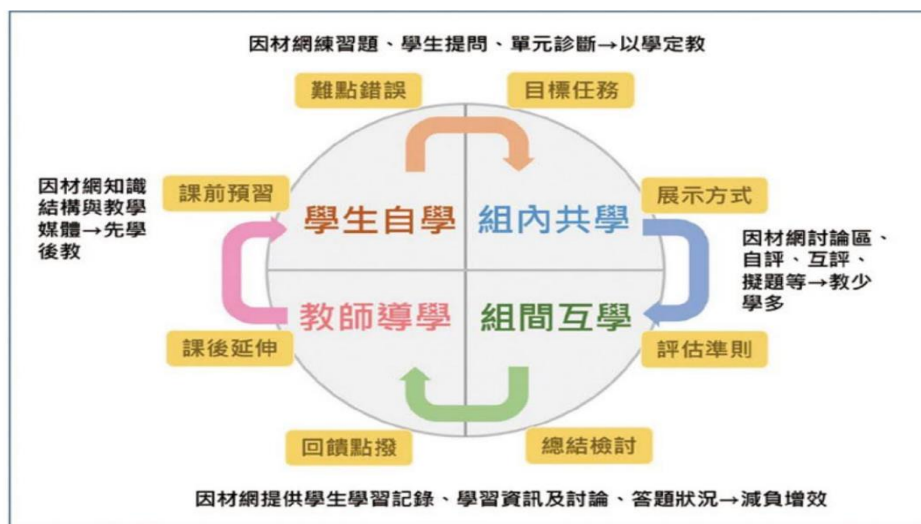 因材網練習題、學生提問、單元診斷→以學定教
難點錯誤
目標任務
因材網知識
結構與教學
媒體→先學
後教
課前預習
學生自學
組內共學
展示方式
因材網討論區、
自評、互評、
擬題等→教少
學多
課後延伸
教師導學
組間互學
評估準則
回饋點撥
總結檢討
因材網提供學生學習記錄、學習資訊及討論、答題狀況→減負增效